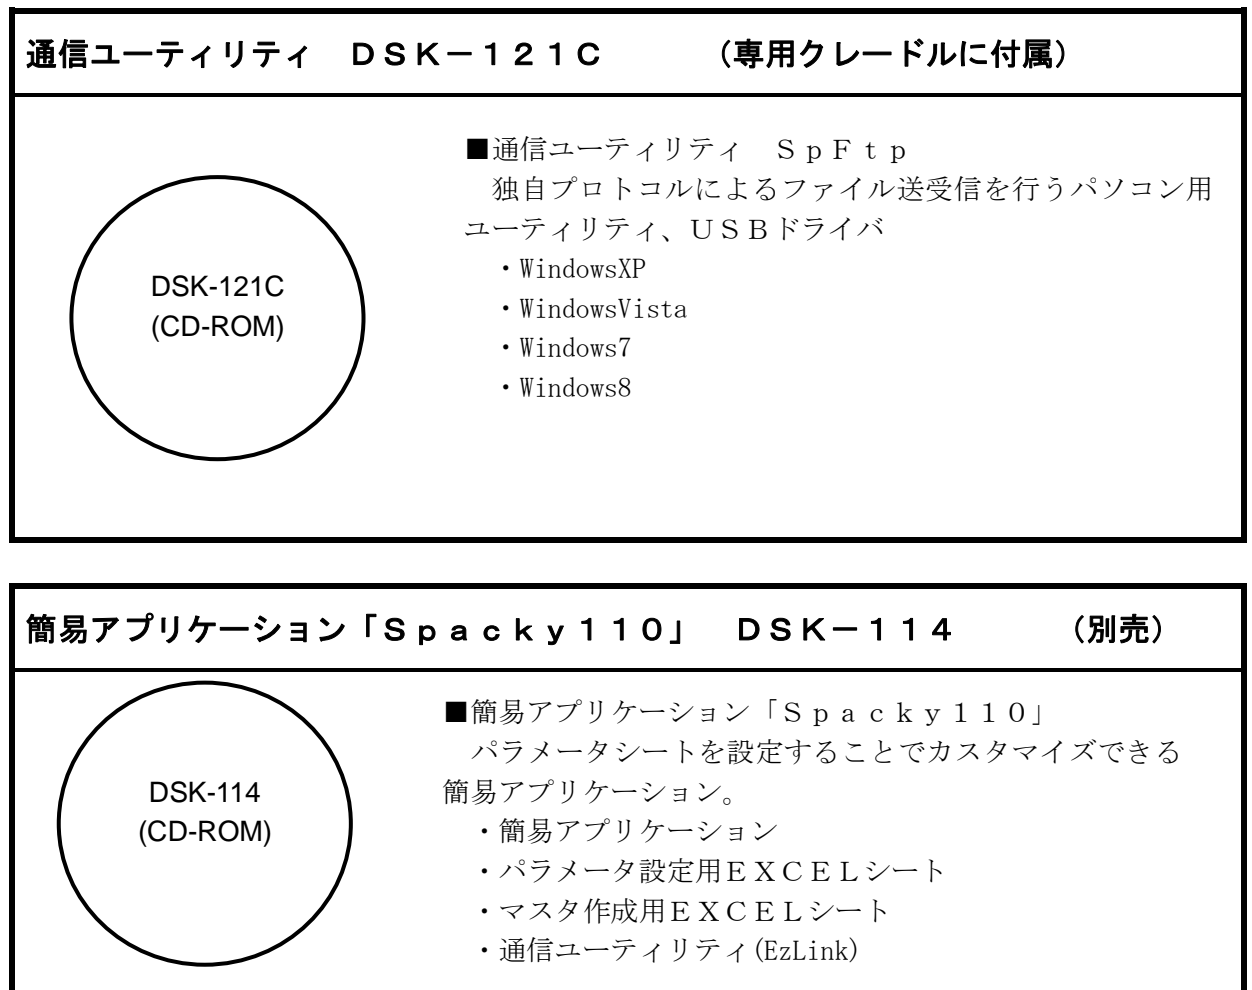 通信ユーティリティ　ＤＳＫ－１２１Ｃ　　　（専用クレードルに付属）
DSK-121C
(CD-ROM)
■通信ユーティリティ　ＳｐＦｔｐ
独自プロトコルによるファイル送受信を行うパソコン用
ユーティリティ、ＵＳＢドライバ
・WindowsXP
・WindowsVista
・Windows7
・Windows8
簡易アプリケーション「Ｓｐａｃｋｙ１１０」　ＤＳＫ－１１４　　　（別売）
DSK-114
(CD-ROM)
■簡易アプリケーション「Ｓｐａｃｋｙ１１０」
パラメータシートを設定することでカスタマイズできる
簡易アプリケーション。
・簡易アプリケーション
・パラメータ設定用ＥＸＣＥＬシート
・マスタ作成用ＥＸＣＥＬシート
・通信ユーティリティ(EzLink)